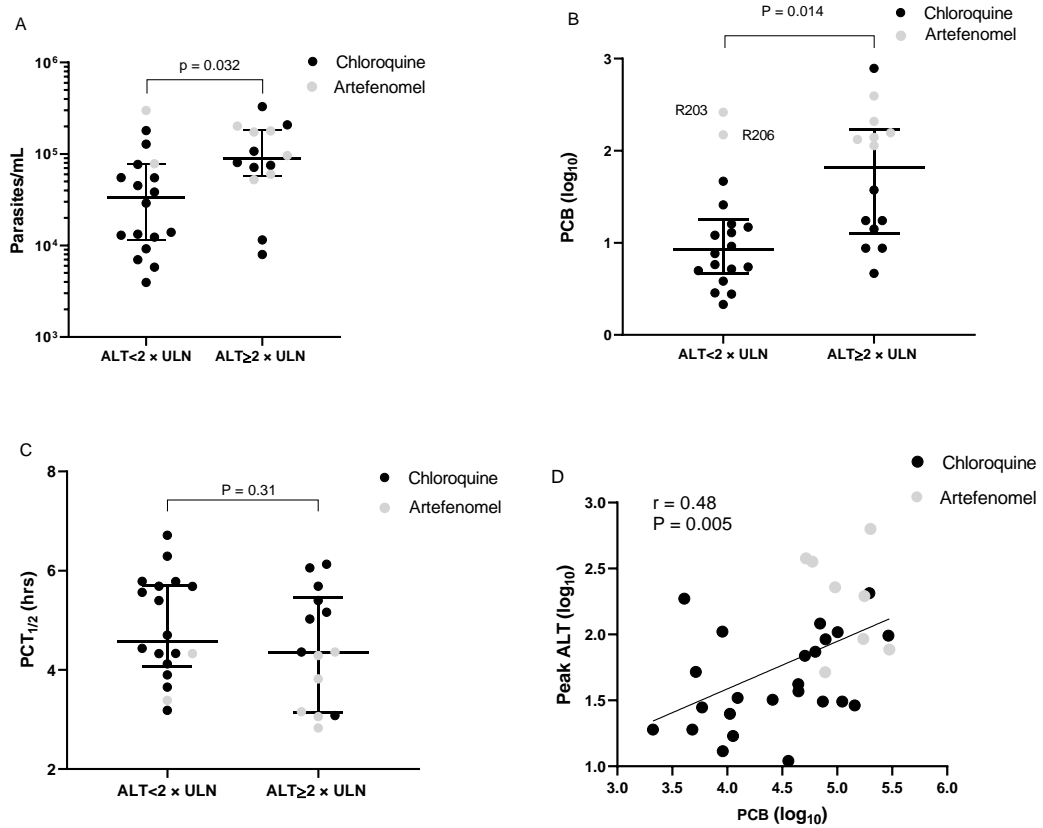 A
p = 0.032
Chloroquine
Artefenomel
Parasites/mL
10⁶
10⁵
10⁴
10³
ALT<2 × ULN
ALT≥2 × ULN
B
P = 0.014
Chloroquine
Artefenomel
R203
R206
PCB (log₁₀)
3
2
1
0
ALT<2 × ULN
ALT≥2 × ULN
C
P = 0.31
Chloroquine
Artefenomel
PCT₁/₂ (hrs)
8
6
4
2
ALT<2 × ULN
ALT≥2 × ULN
D
Chloroquine
Artefenomel
r = 0.48
P = 0.005
Peak ALT (log₁₀)
3.0
2.5
2.0
1.5
1.0
3.0 3.5 4.0 4.5 5.0 5.5 6.0
PCB (log₁₀)